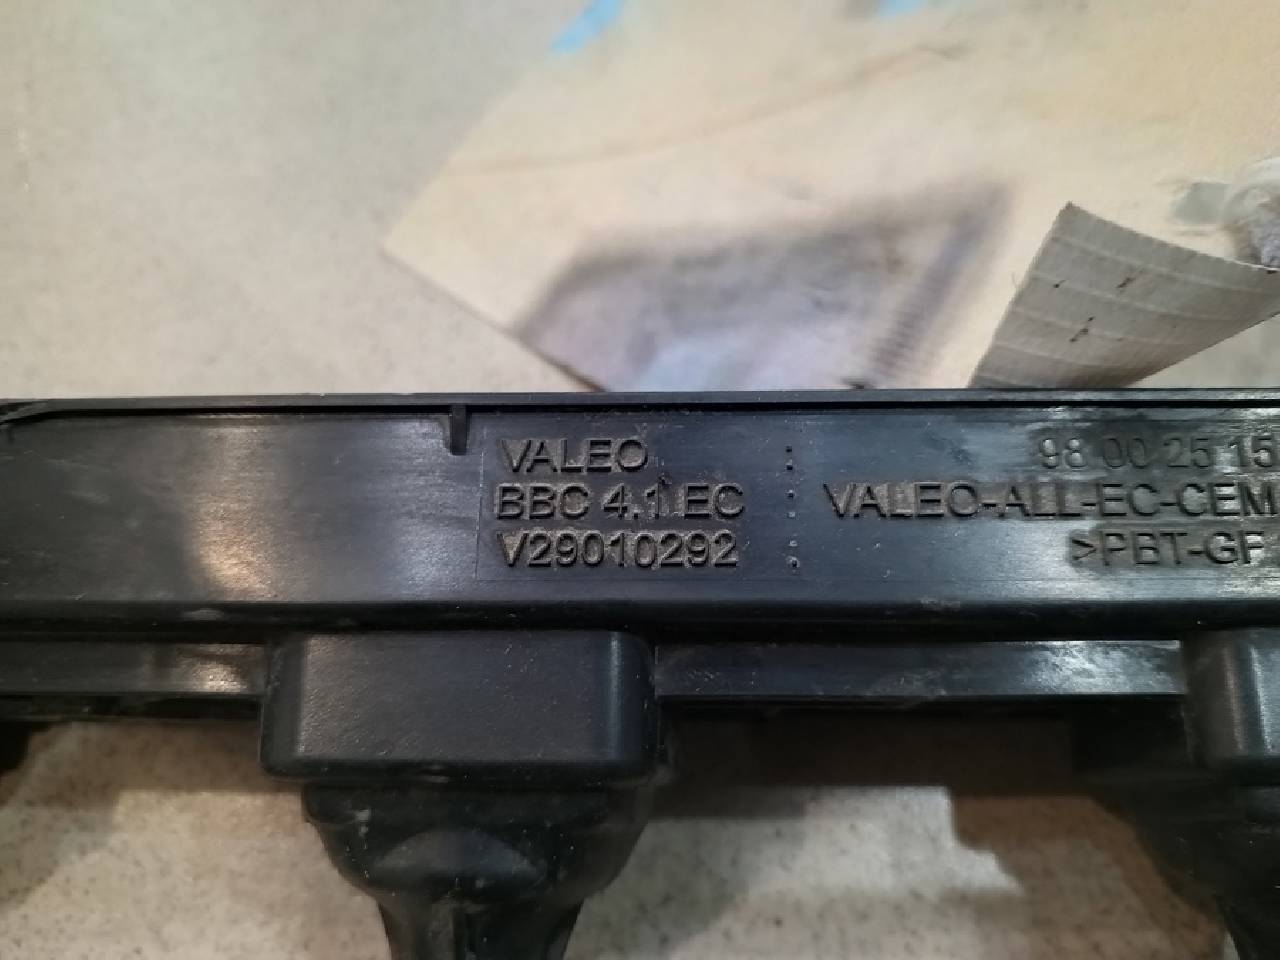 VALEO
BBC 4.1 EC
V29010292
98 00 25 15
VALEO-ALL-EC-CEM
>PBT-GF